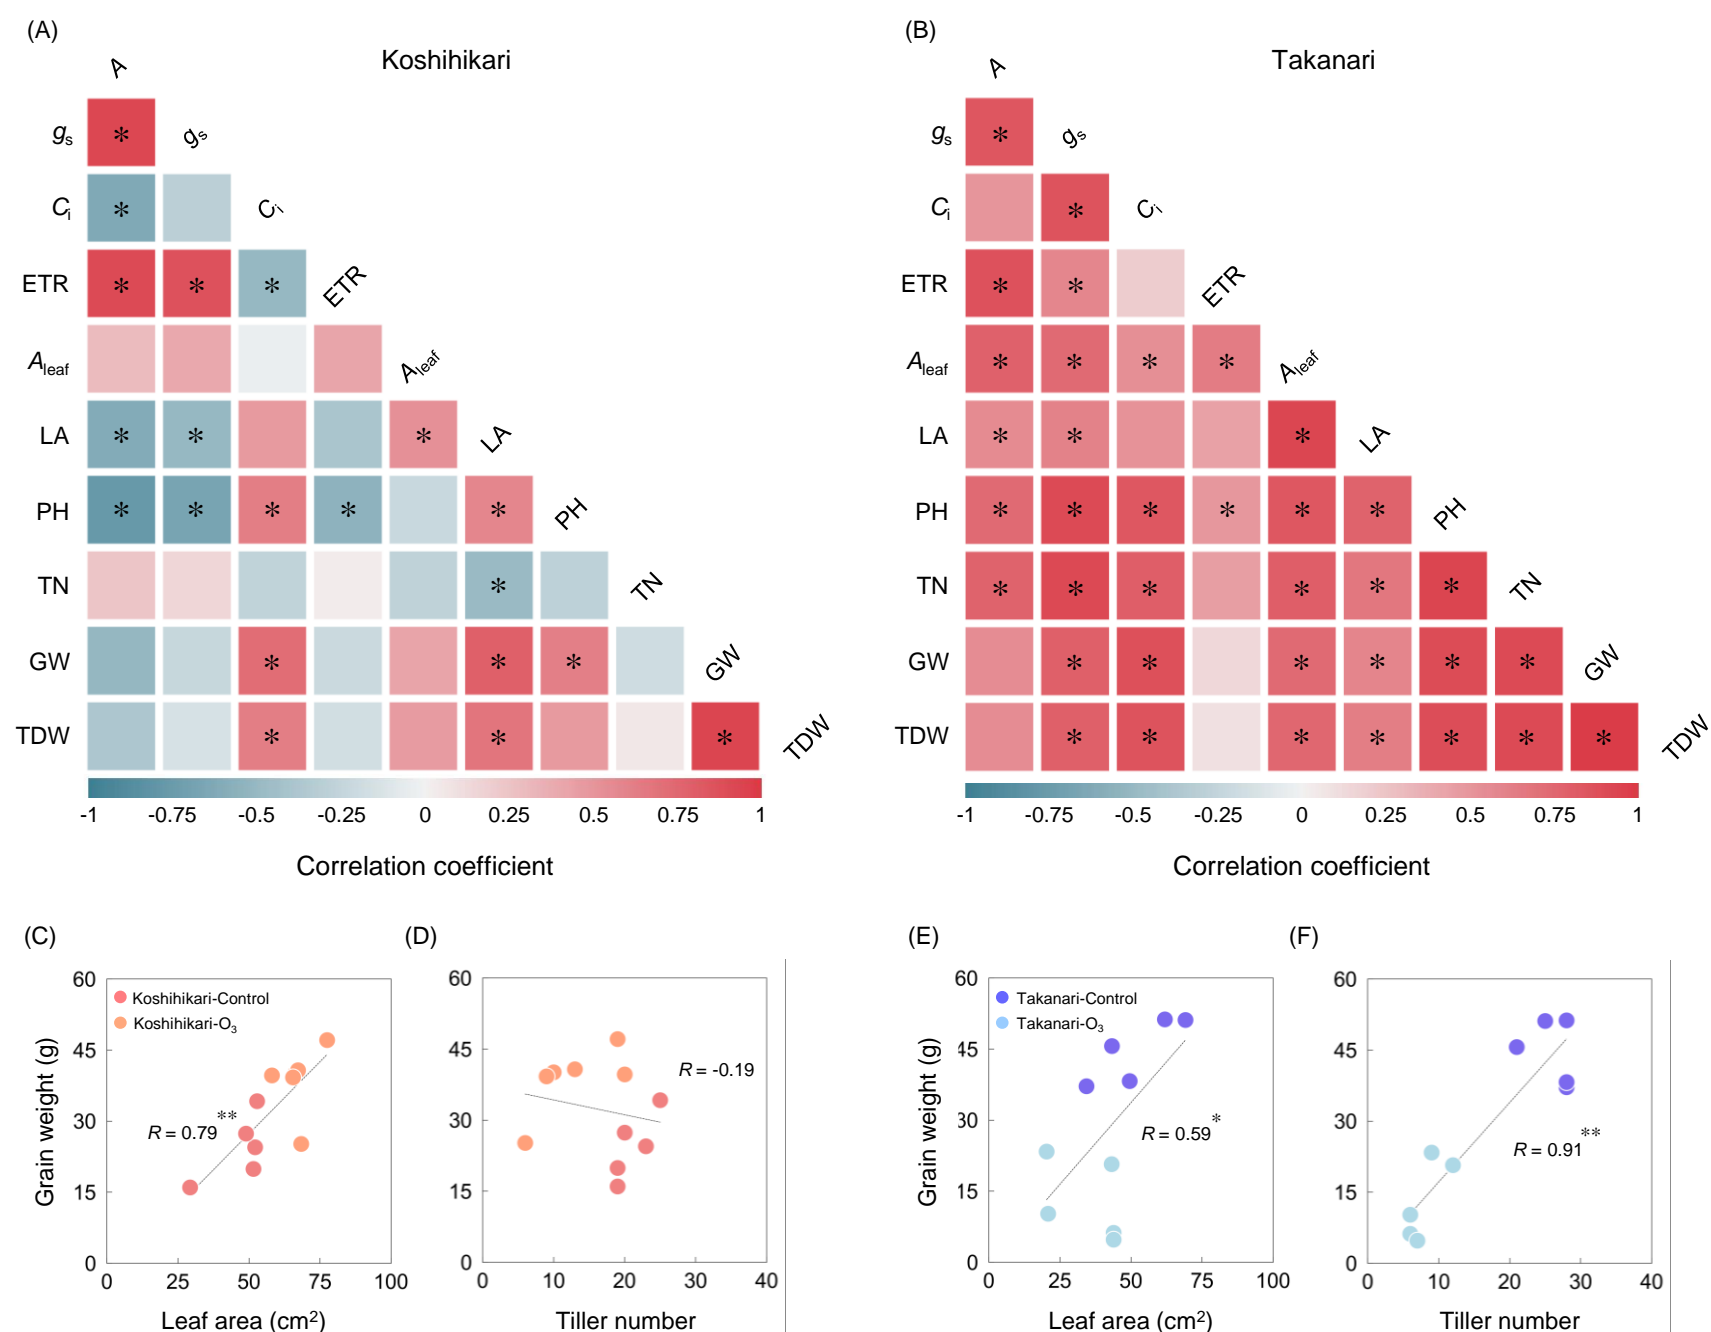 (A)
Koshihikari
A
gs *
gs
Ci *
Ci
ETR * * *
ETR
Aleaf
Aleaf
LA * * *
LA
PH * * * * *
PH
TN *
TN
GW * * *
GW
TDW * * *
TDW
-1 -0.75 -0.5 -0.25 0 0.25 0.5 0.75 1
Correlation coefficient
(B)
Takanari
A
gs *
gs
Ci *
Ci
ETR * *
ETR
Aleaf * * * *
Aleaf
LA * * *
LA
PH * * * * * *
PH
TN * * * * * *
TN
GW * * * * * *
GW
TDW * * * * * * *
TDW
-1 -0.75 -0.5 -0.25 0 0.25 0.5 0.75 1
Correlation coefficient
(C)
Grain weight (g)
60
45
30
15
0
Koshihikari-Control
Koshihikari-O3
R = 0.79**
0 25 50 75 100
Leaf area (cm2)
(D)
60
45
30
15
0
R = -0.19
0 10 20 30 40
Tiller number
(E)
Grain weight (g)
60
45
30
15
0
Takanari-Control
Takanari-O3
R = 0.59*
0 25 50 75 100
Leaf area (cm2)
(F)
60
45
30
15
0
R = 0.91**
0 10 20 30 40
Tiller number